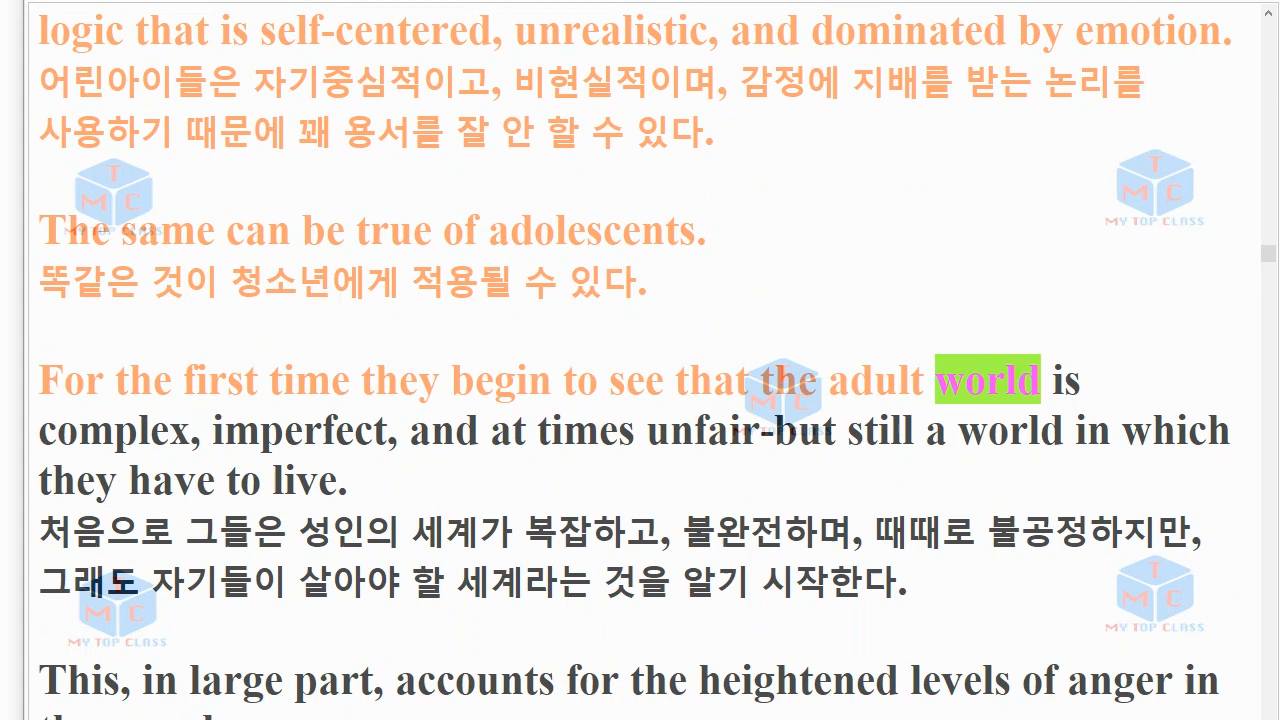 logic that is self-centered, unrealistic, and dominated by emotion.
어린아이들은 자기중심적이고, 비현실적이며, 감정에 지배를 받는 논리를
사용하기 때문에 꽤 용서를 잘 안 할 수 있다.
T
M C
MY TOP CLASS
T
M C
MY TOP CLASS
The same can be true of adolescents.
똑같은 것이 청소년에게 적용될 수 있다.
For the first time they begin to see that the adult world is
T
M C
MY TOP CLASS
complex, imperfect, and at times unfair-but still a world in which
they have to live.
처음으로 그들은 성인의 세계가 복잡하고, 불완전하며, 때때로 불공정하지만,
그래도 자기들이 살아야 할 세계라는 것을 알기 시작한다.
T
M C
MY TOP CLASS
T
M C
MY TOP CLASS
This, in large part, accounts for the heightened levels of anger in